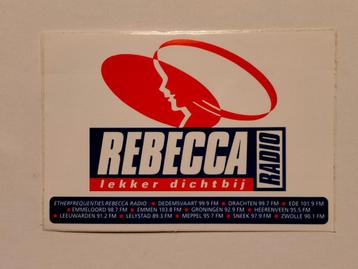 REBECCA
RADIO
lekker dichtbij
ETHERFREQUENTIES REBECCA RADIO ★ DEDEMSVAART 99.9 FM ★ DRACHTEN 99.7 FM ★ EDE 101.9 FM
★ EMMELOORD 98.7 FM ★ EMMEN 103.8 FM ★ GRONINGEN 92.9 FM ★ HEERENVEEN 95.5 FM
★ LEEUWARDEN 91.2 FM ★ LELYSTAD 89.3 FM ★ MEPPEL 95.7 FM ★ SNEEK 97.9 FM ★ ZWOLLE 90.1 FM